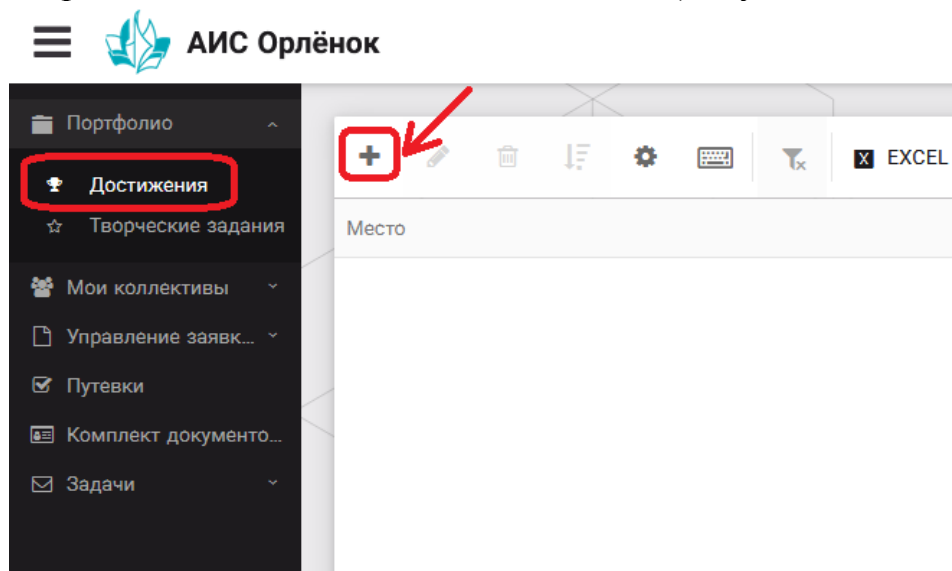 АИС Орлёнок
Портфолио
Достижения
Творческие задания
Мои коллективы
Управление заявк...
Путевки
Комплект документо...
Задачи
EXCEL
Место